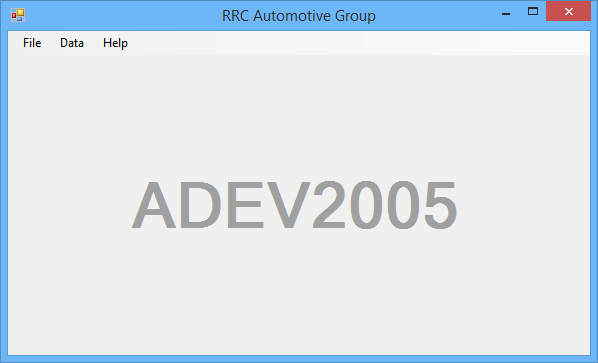 RRC Automotive Group
File Data Help
ADEV2005